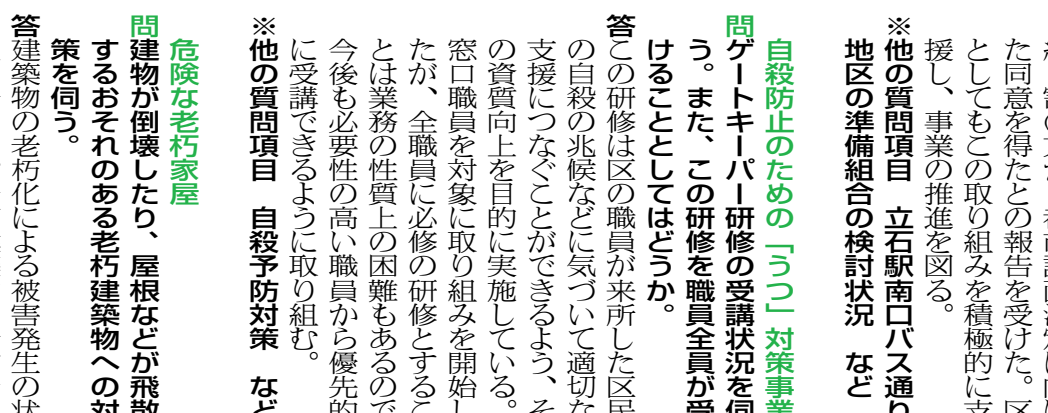 た同意を得たとの報告を受けた。区
としてもこの取り組みを積極的に支
援し、事業の推進を図る。
※他の質問項目 立石駅南口バス通り
地区の準備組合の検討状況 など
自殺防止のための「うつ」対策事業
問ゲートキーパー研修の受講状況を伺
う。また、この研修を職員全員が受
けることとしてはどうか。
答この研修は区の職員が来所した区民
の自殺の兆候などに気づいて適切な
支援につなぐことができるよう、そ
の資質向上を目的に実施している。
窓口職員を対象に取り組みを開始し
たが、全職員に必修の研修とするこ
とは業務の性質上の困難もあるので
今後も必要性の高い職員から優先的
に受講できるように取り組む。
※他の質問項目 自殺予防対策 など
危険な老朽家屋
問建物が倒壊したり、屋根などが飛散
するおそれのある老朽建築物への対
策を伺う。
答建築物の老朽化による被害発生の状